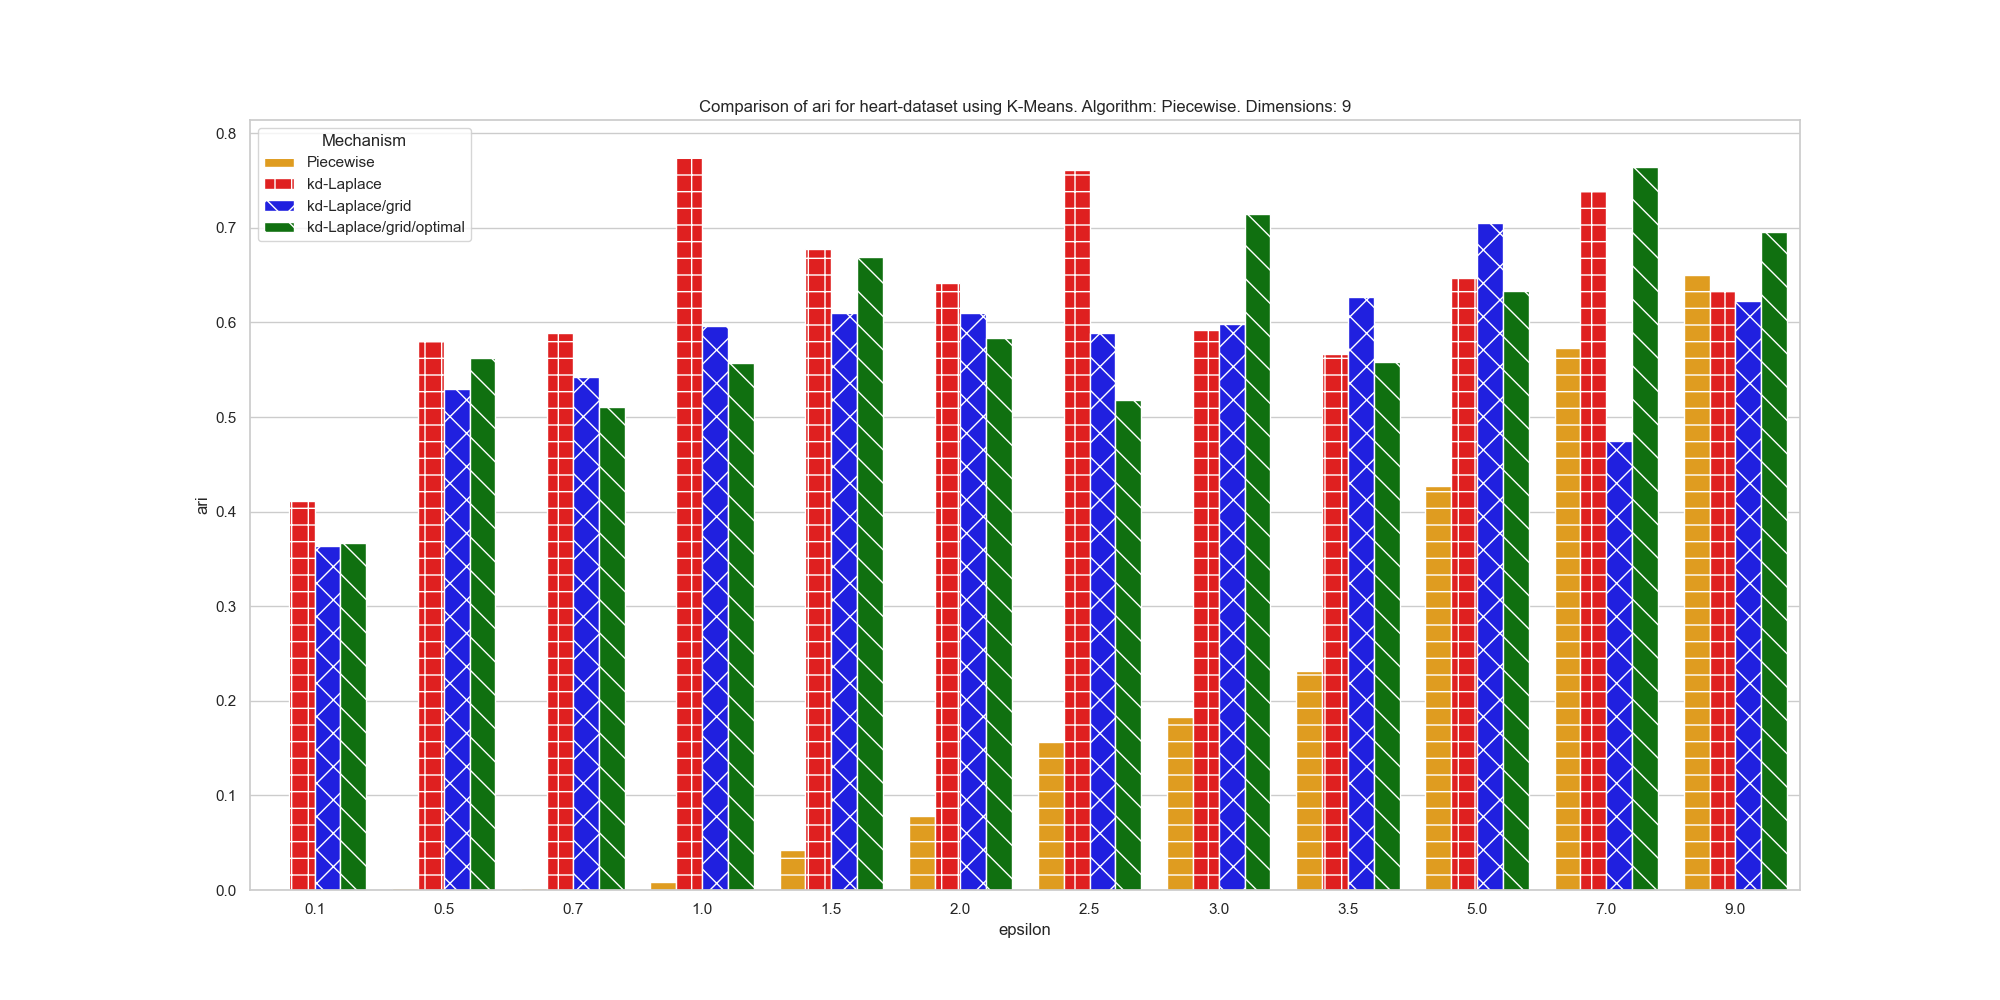 Comparison of ari for heart-dataset using K-Means. Algorithm: Piecewise. Dimensions: 9
Mechanism
Piecewise
kd-Laplace
kd-Laplace/grid
kd-Laplace/grid/optimal
0.8
0.7
0.6
0.5
0.4
0.3
0.2
0.1
0.0
ari
0.1 0.5 0.7 1.0 1.5 2.0 2.5 3.0 3.5 5.0 7.0 9.0
epsilon